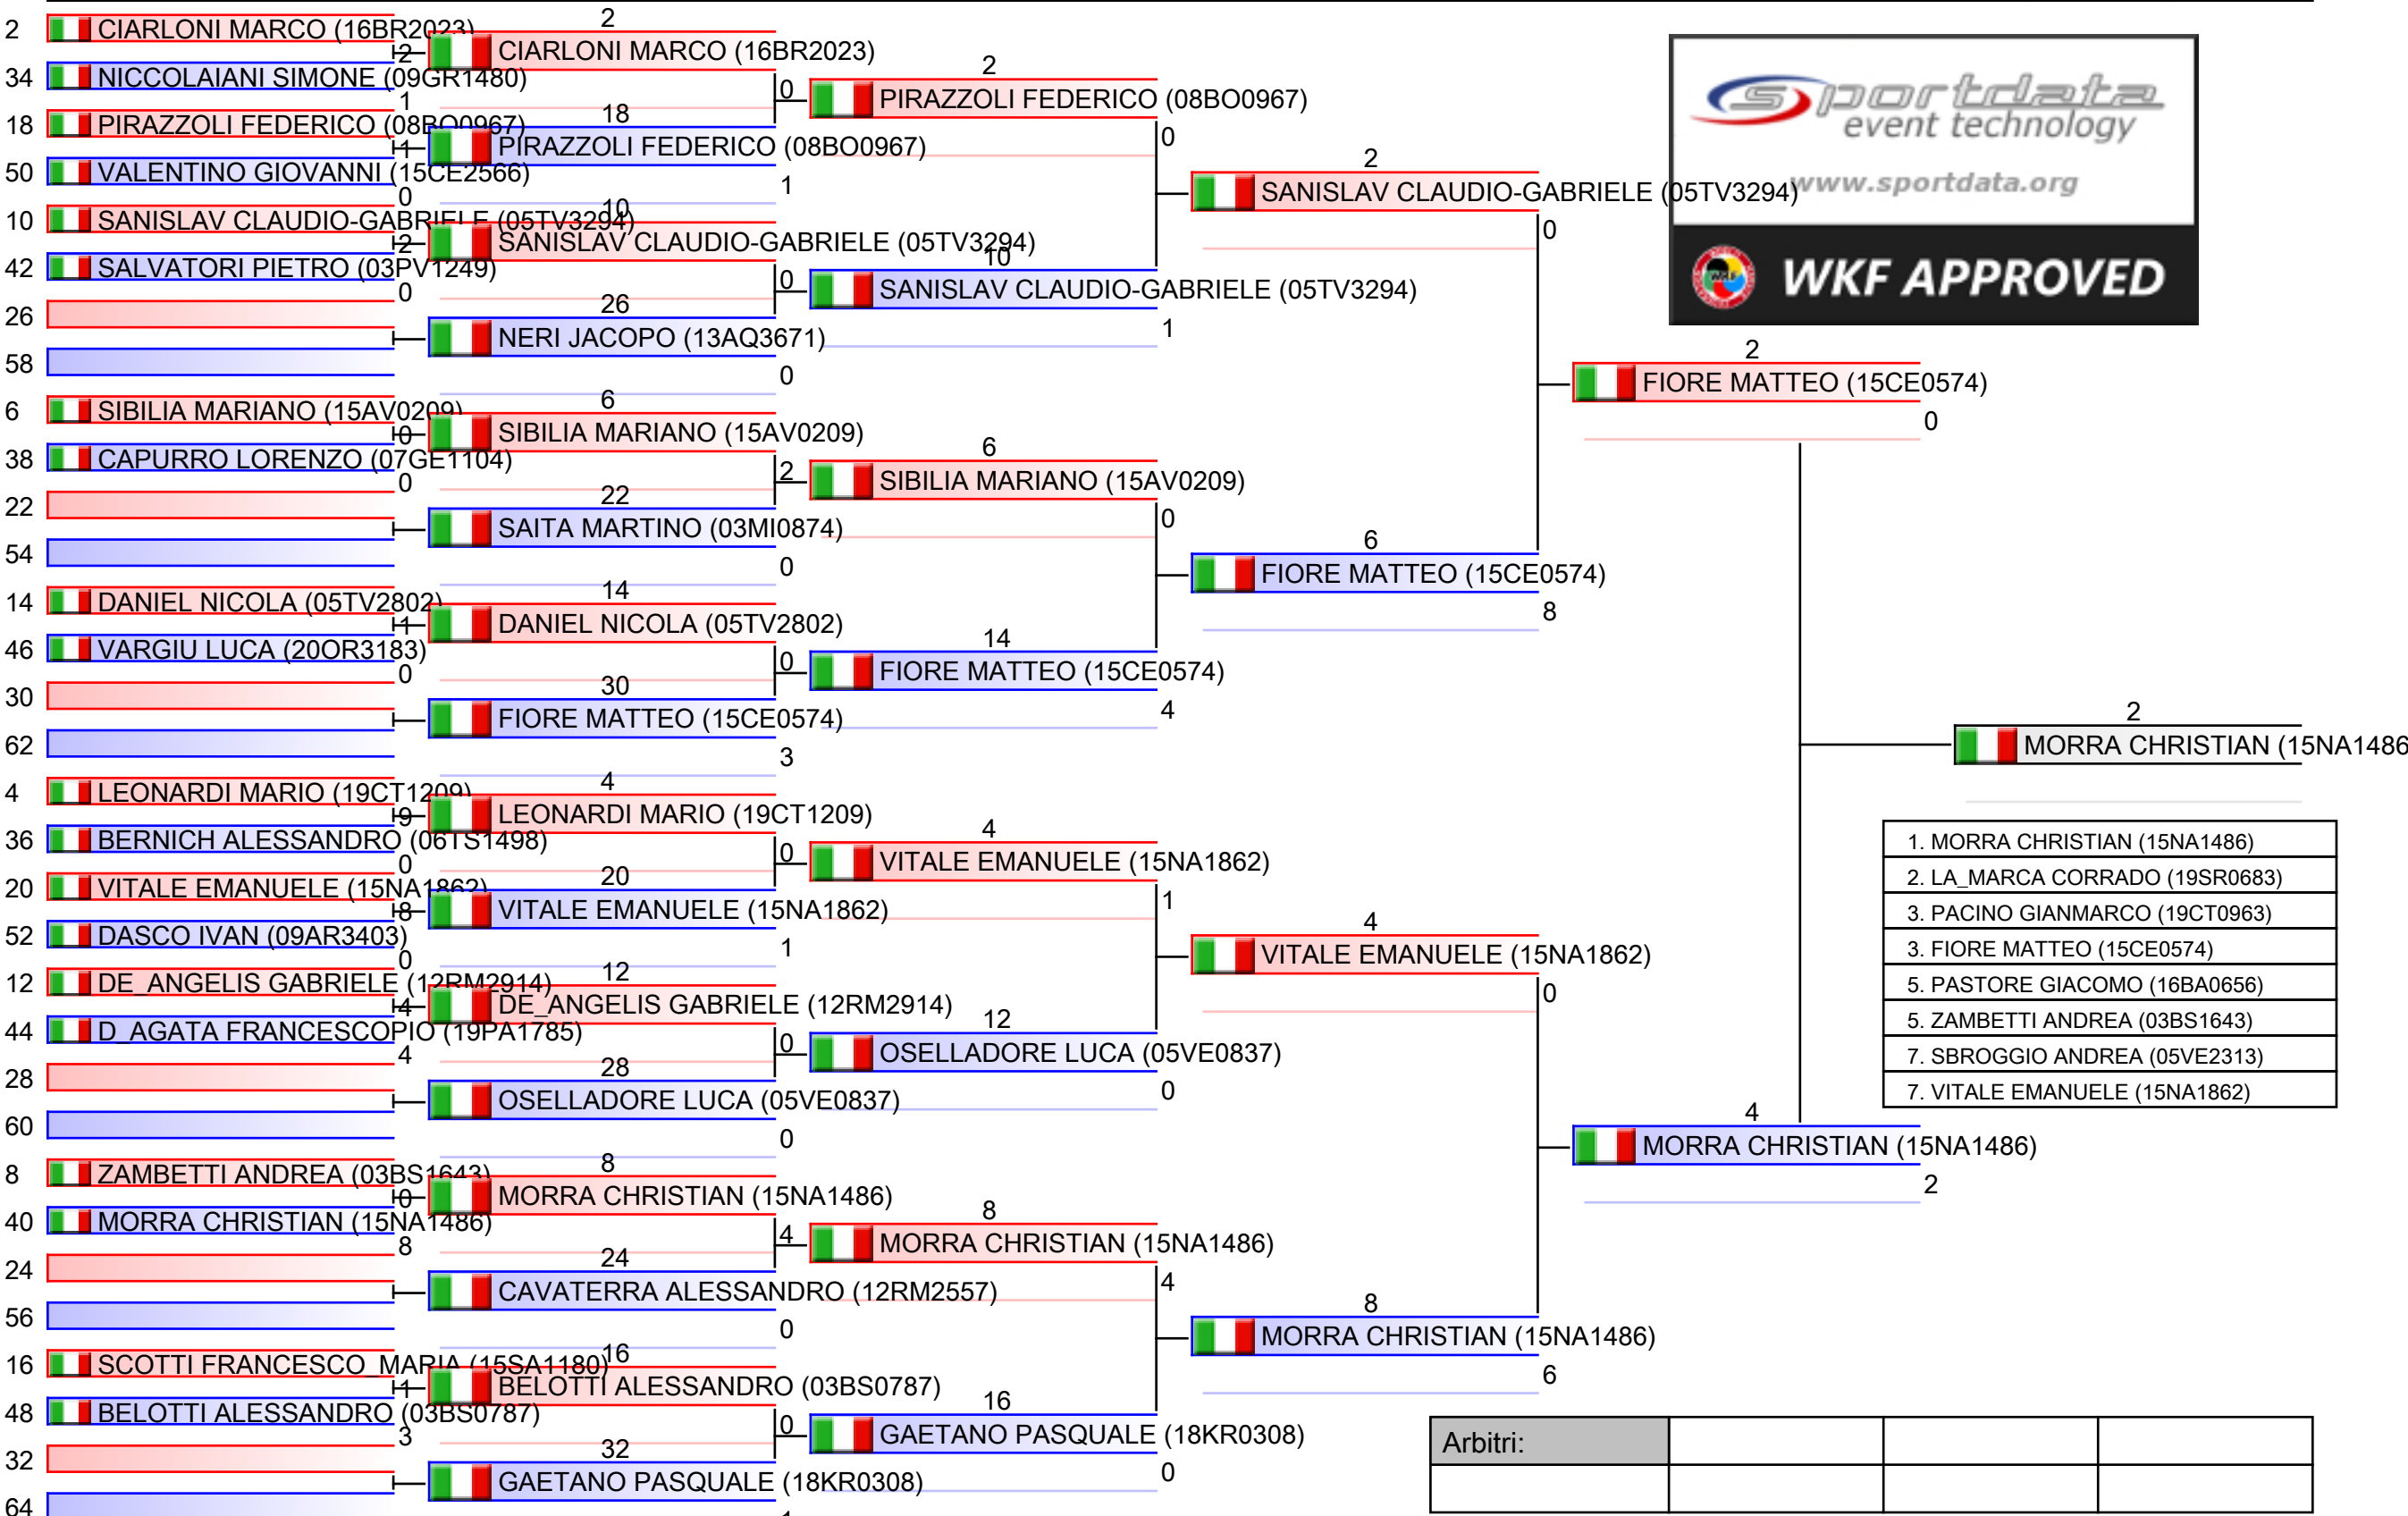 2 CIARLONI MARCO (16BR2023)
2
34 NICCOLAIANI SIMONE (09GR1480)
1
18 PIRAZZOLI FEDERICO (08BO0967)
1
50 VALENTINO GIOVANNI (15CE2566)
0
10 SANISLAV CLAUDIO-GABRIELE (05TV3294)
2
42 SALVATORI PIETRO (03PV1249)
0
26
58
6 SIBILIA MARIANO (15AV0209)
0
38 CAPURRO LORENZO (07GE1104)
0
22
54
14 DANIEL NICOLA (05TV2802)
1
46 VARGIU LUCA (20OR3183)
0
30
62
4 LEONARDI MARIO (19CT1209)
9
36 BERNICH ALESSANDRO (06TS1498)
0
20 VITALE EMANUELE (15NA1862)
8
52 DASCO IVAN (09AR3403)
0
12 DE_ANGELIS GABRIELE (12RM2914)
4
44 D_AGATA FRANCESCOPIO (19PA1785)
4
28
60
8 ZAMBETTI ANDREA (03BS1643)
0
40 MORRA CHRISTIAN (15NA1486)
8
24
56
16 SCOTTI FRANCESCO_MARIA (15SA1180)
1
48 BELOTTI ALESSANDRO (03BS0787)
3
32
64
2
CIARLONI MARCO (16BR2023)
0
18
PIRAZZOLI FEDERICO (08BO0967)
1
10
SANISLAV CLAUDIO-GABRIELE (05TV3294)
0
26
NERI JACOPO (13AQ3671)
0
6
SIBILIA MARIANO (15AV0209)
2
22
SAITA MARTINO (03MI0874)
0
14
DANIEL NICOLA (05TV2802)
0
30
FIORE MATTEO (15CE0574)
3
4
LEONARDI MARIO (19CT1209)
0
20
VITALE EMANUELE (15NA1862)
1
12
DE_ANGELIS GABRIELE (12RM2914)
0
28
OSELLADORE LUCA (05VE0837)
0
8
MORRA CHRISTIAN (15NA1486)
4
24
CAVATERRA ALESSANDRO (12RM2557)
0
16
BELOTTI ALESSANDRO (03BS0787)
0
32
GAETANO PASQUALE (18KR0308)
2
PIRAZZOLI FEDERICO (08BO0967)
0
10
SANISLAV CLAUDIO-GABRIELE (05TV3294)
1
6
SIBILIA MARIANO (15AV0209)
0
14
FIORE MATTEO (15CE0574)
4
4
VITALE EMANUELE (15NA1862)
1
12
OSELLADORE LUCA (05VE0837)
0
8
MORRA CHRISTIAN (15NA1486)
4
16
GAETANO PASQUALE (18KR0308)
0
2
SANISLAV CLAUDIO-GABRIELE (05TV3294)
0
6
FIORE MATTEO (15CE0574)
8
4
VITALE EMANUELE (15NA1862)
0
8
MORRA CHRISTIAN (15NA1486)
6
2
FIORE MATTEO (15CE0574)
0
4
MORRA CHRISTIAN (15NA1486)
2
2
MORRA CHRISTIAN (15NA1486
sportdata
event technology
www.sportdata.org
WKF
WKF APPROVED
1. MORRA CHRISTIAN (15NA1486)
2. LA_MARCA CORRADO (19SR0683)
3. PACINO GIANMARCO (19CT0963)
3. FIORE MATTEO (15CE0574)
5. PASTORE GIACOMO (16BA0656)
5. ZAMBETTI ANDREA (03BS1643)
7. SBROGGIO ANDREA (05VE2313)
7. VITALE EMANUELE (15NA1862)
Arbitri: